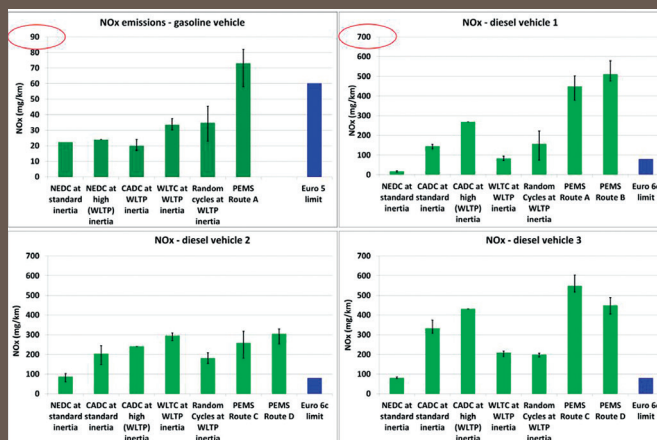 NOx emissions - gasoline vehicle
NOx (mg/km)
90
80
70
60
50
40
30
20
10
0
NEDC at standard inertia
NEDC at high (WLTP) inertia
CADC at WLTP inertia
WLTC at WLTP inertia
Random cycles at WLTP inertia
PEMS Route A
Euro 5 limit
NOx - diesel vehicle 1
NOx (mg/km)
700
600
500
400
300
200
100
0
NEDC at standard inertia
CADC at standard inertia
CADC at high (WLTP) inertia
WLTC at WLTP inertia
Random Cycles at WLTP inertia
PEMS Route A
PEMS Route B
Euro 6c limit
NOx - diesel vehicle 2
NOx (mg/km)
700
600
500
400
300
200
100
0
NEDC at standard inertia
CADC at standard inertia
CADC at high (WLTP) inertia
WLTC at WLTP inertia
Random Cycles at WLTP inertia
PEMS Route C
PEMS Route D
Euro 6c limit
NOx - diesel vehicle 3
NOx (mg/km)
700
600
500
400
300
200
100
0
NEDC at standard inertia
CADC at standard inertia
CADC at high (WLTP) inertia
WLTC at WLTP inertia
Random Cycles at WLTP inertia
PEMS Route C
PEMS Route D
Euro 6c limit